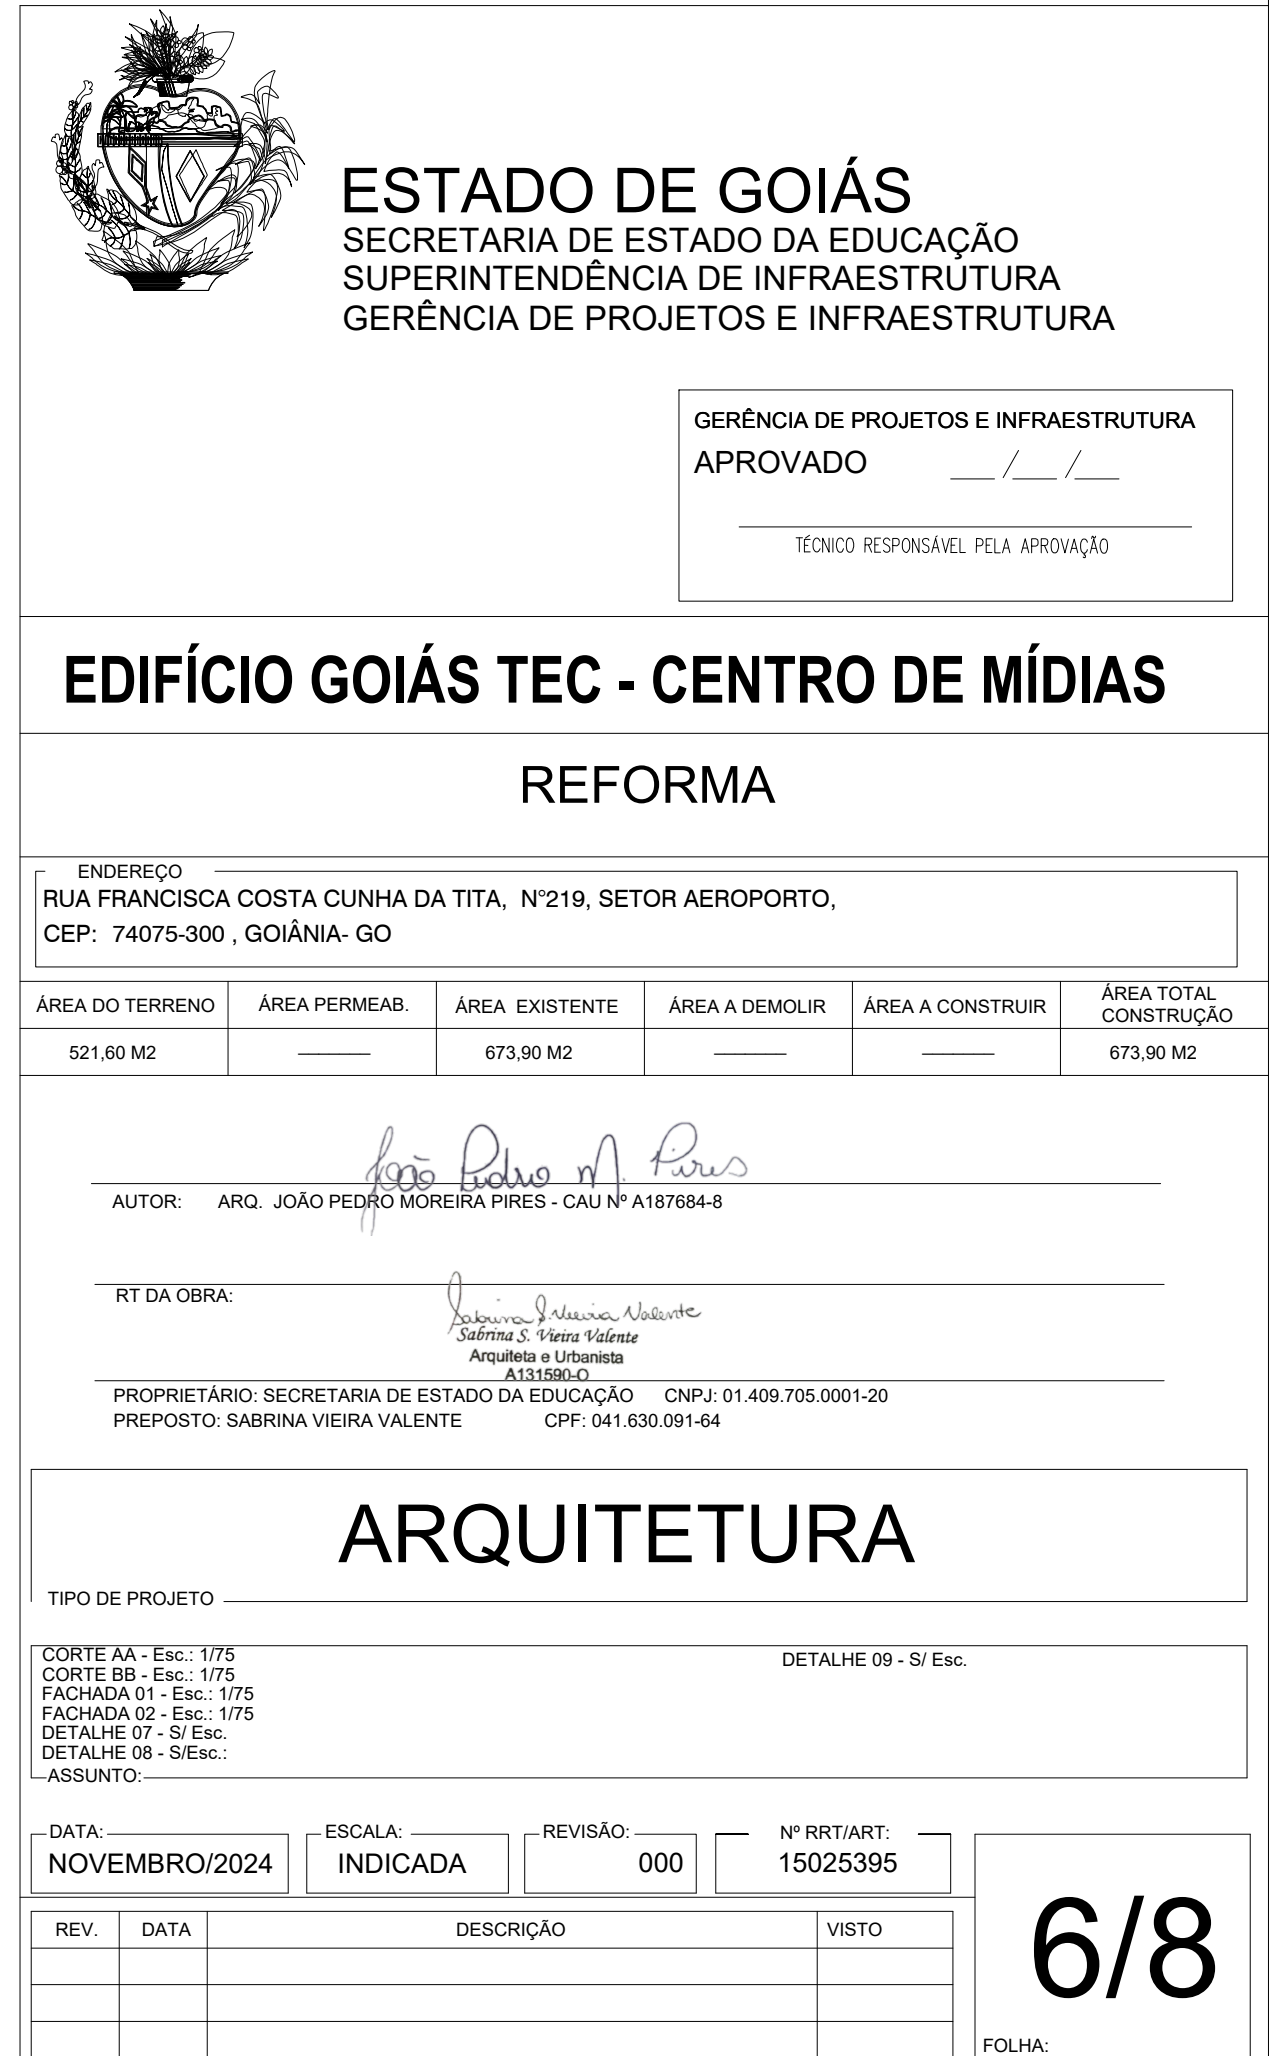 ESTADO DE GOIÁS
SECRETARIA DE ESTADO DA EDUCAÇÃO
SUPERINTENDÊNCIA DE INFRAESTRUTURA
GERÊNCIA DE PROJETOS E INFRAESTRUTURA
GERÊNCIA DE PROJETOS E INFRAESTRUTURA
APROVADO ___/___/___
TÉCNICO RESPONSÁVEL PELA APROVAÇÃO
EDIFÍCIO GOIÁS TEC - CENTRO DE MÍDIAS
REFORMA
ENDEREÇO
RUA FRANCISCA COSTA CUNHA DA TITA, N°219, SETOR AEROPORTO,
CEP: 74075-300 , GOIÂNIA- GO
ÁREA DO TERRENO ÁREA PERMEAB. ÁREA EXISTENTE ÁREA A DEMOLIR ÁREA A CONSTRUIR ÁREA TOTAL CONSTRUÇÃO
521,60 M2 ——— 673,90 M2 ——— ——— 673,90 M2
João Pedro M. Pires
AUTOR: ARQ. JOÃO PEDRO MOREIRA PIRES - CAU Nº A187684-8
RT DA OBRA:
Sabrina S. Vieira Valente
Sabrina S. Vieira Valente
Arquiteta e Urbanista
A131590-O
PROPRIETÁRIO: SECRETARIA DE ESTADO DA EDUCAÇÃO CNPJ: 01.409.705.0001-20
PREPOSTO: SABRINA VIEIRA VALENTE CPF: 041.630.091-64
ARQUITETURA
TIPO DE PROJETO
CORTE AA - Esc.: 1/75
CORTE BB - Esc.: 1/75
FACHADA 01 - Esc.: 1/75
FACHADA 02 - Esc.: 1/75
DETALHE 07 - S/ Esc.
DETALHE 08 - S/Esc.:
DETALHE 09 - S/ Esc.
ASSUNTO:
DATA: ESCALA: REVISÃO: Nº RRT/ART:
NOVEMBRO/2024 INDICADA 000 15025395
REV. DATA DESCRIÇÃO VISTO
6/8
FOLHA: